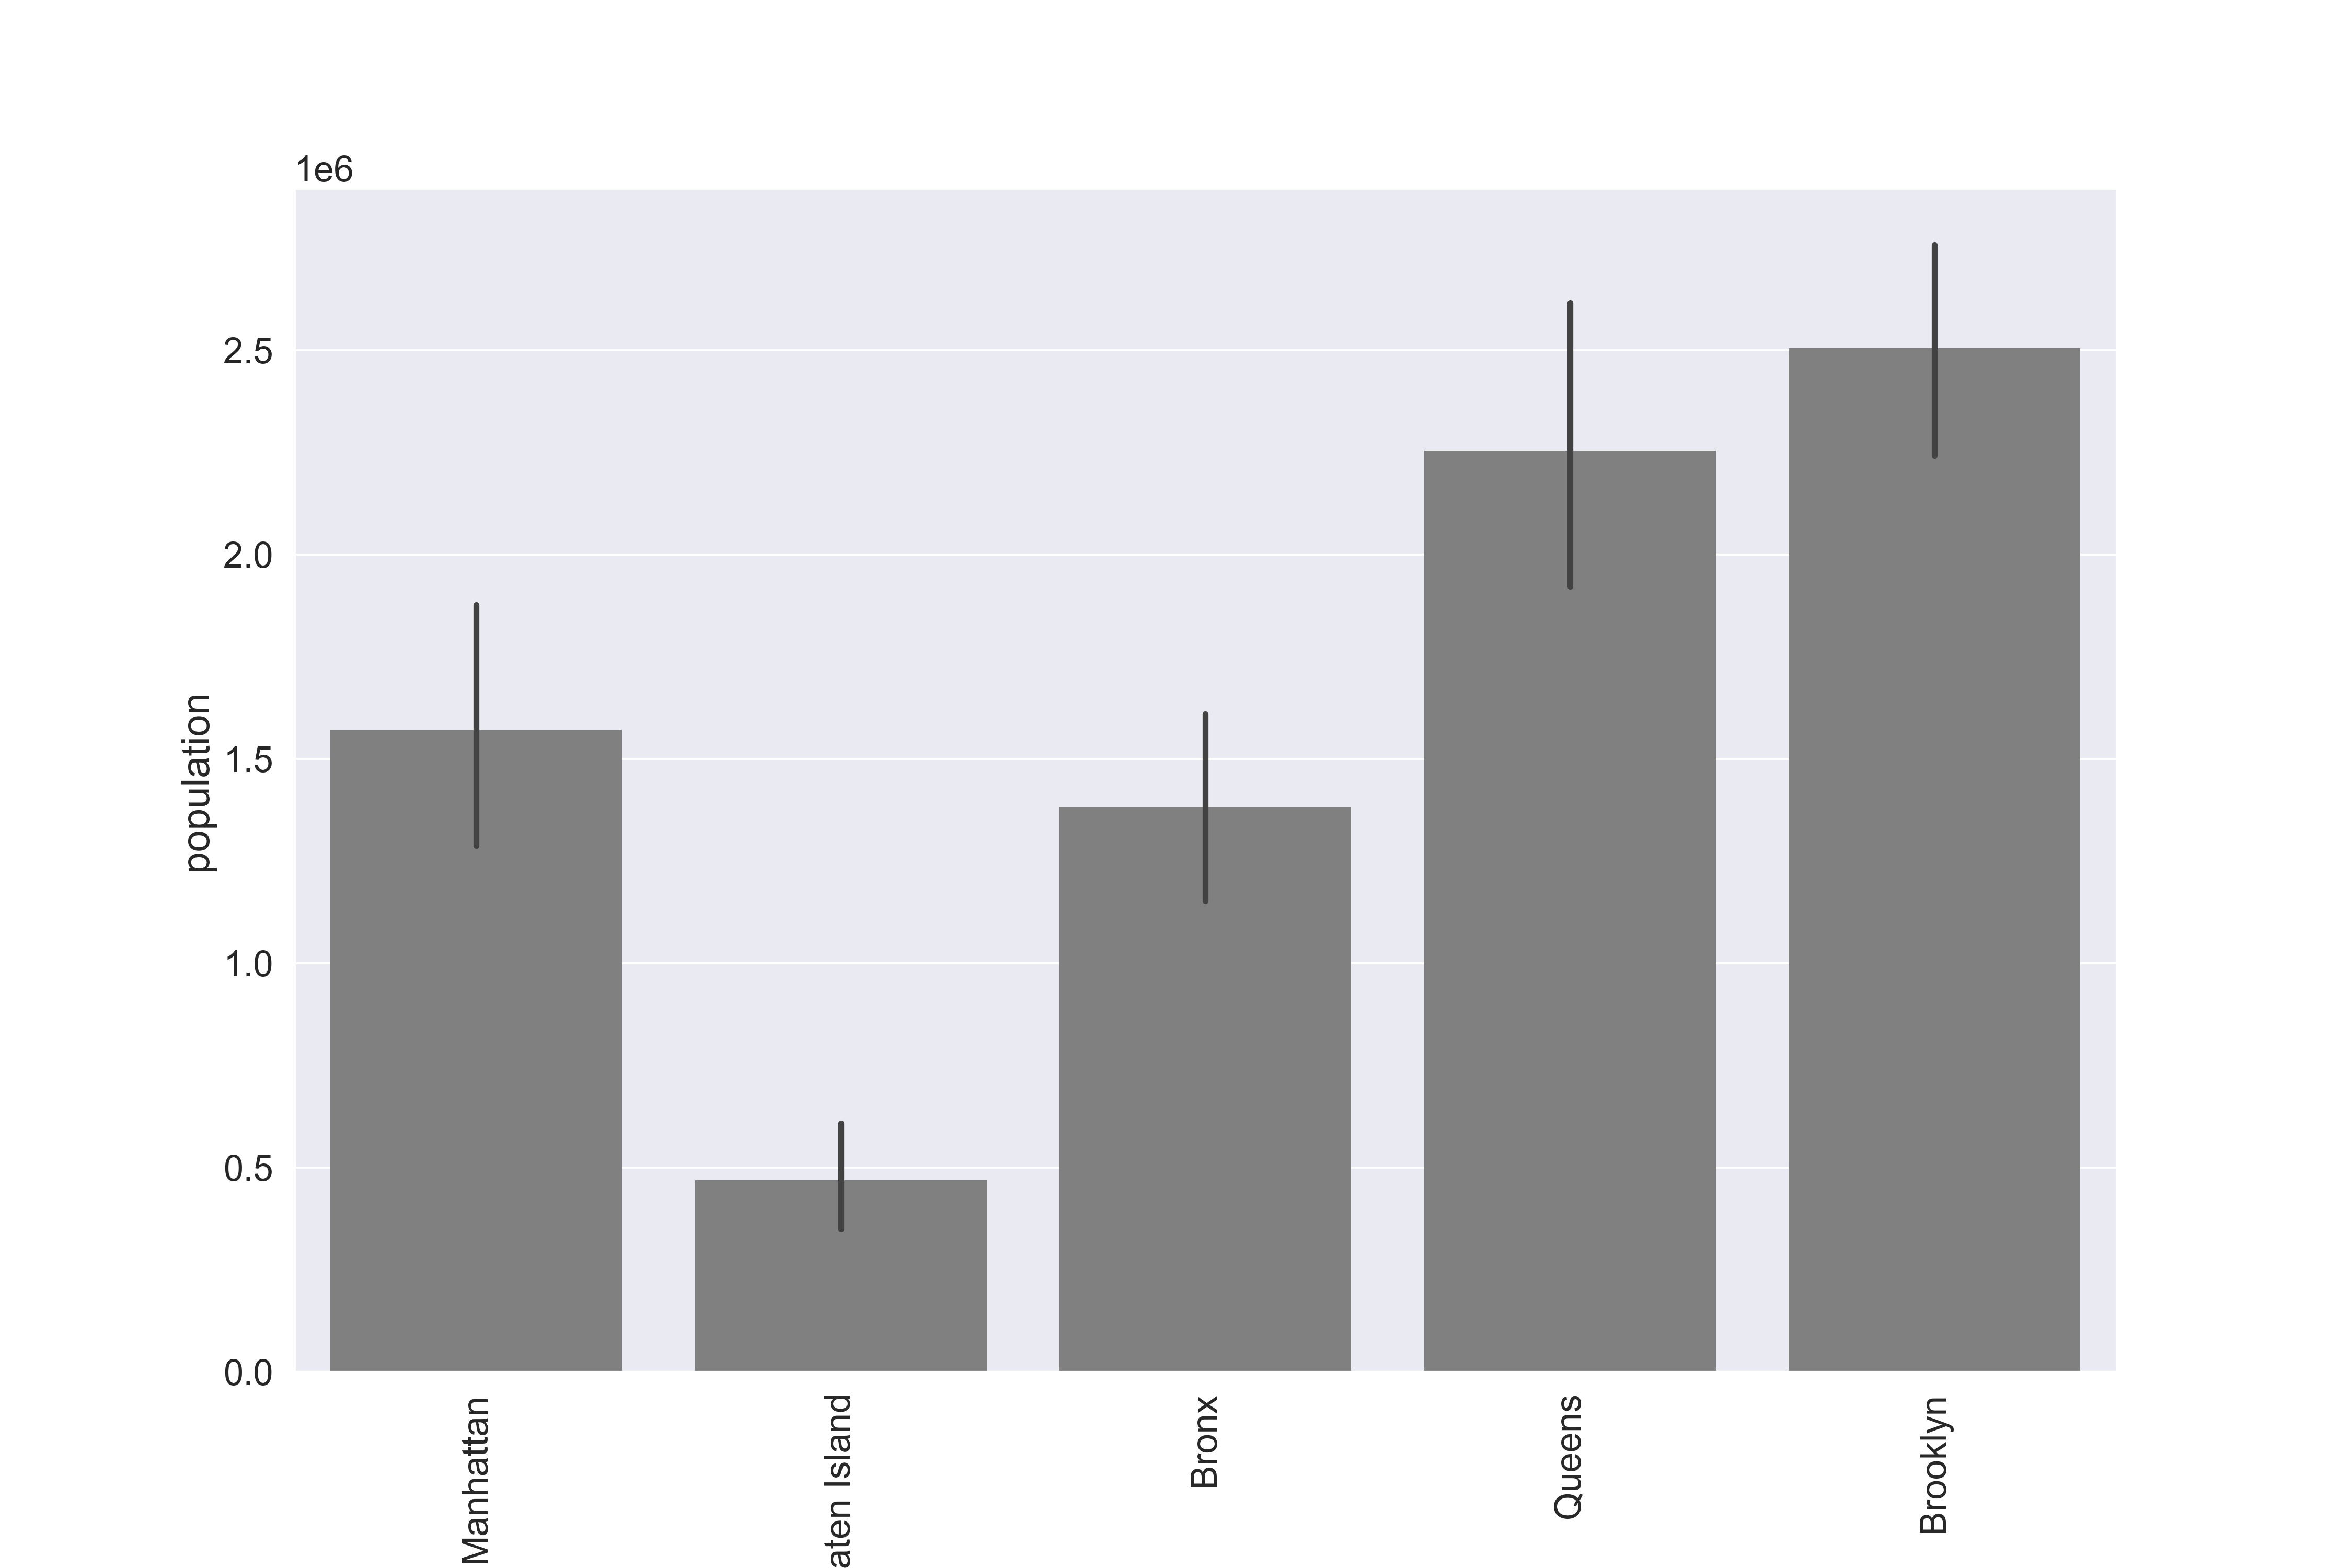 1e6
2.5
2.0
1.5
1.0
0.5
0.0
population
Manhattan
aten Island
Bronx
Queens
Brooklyn